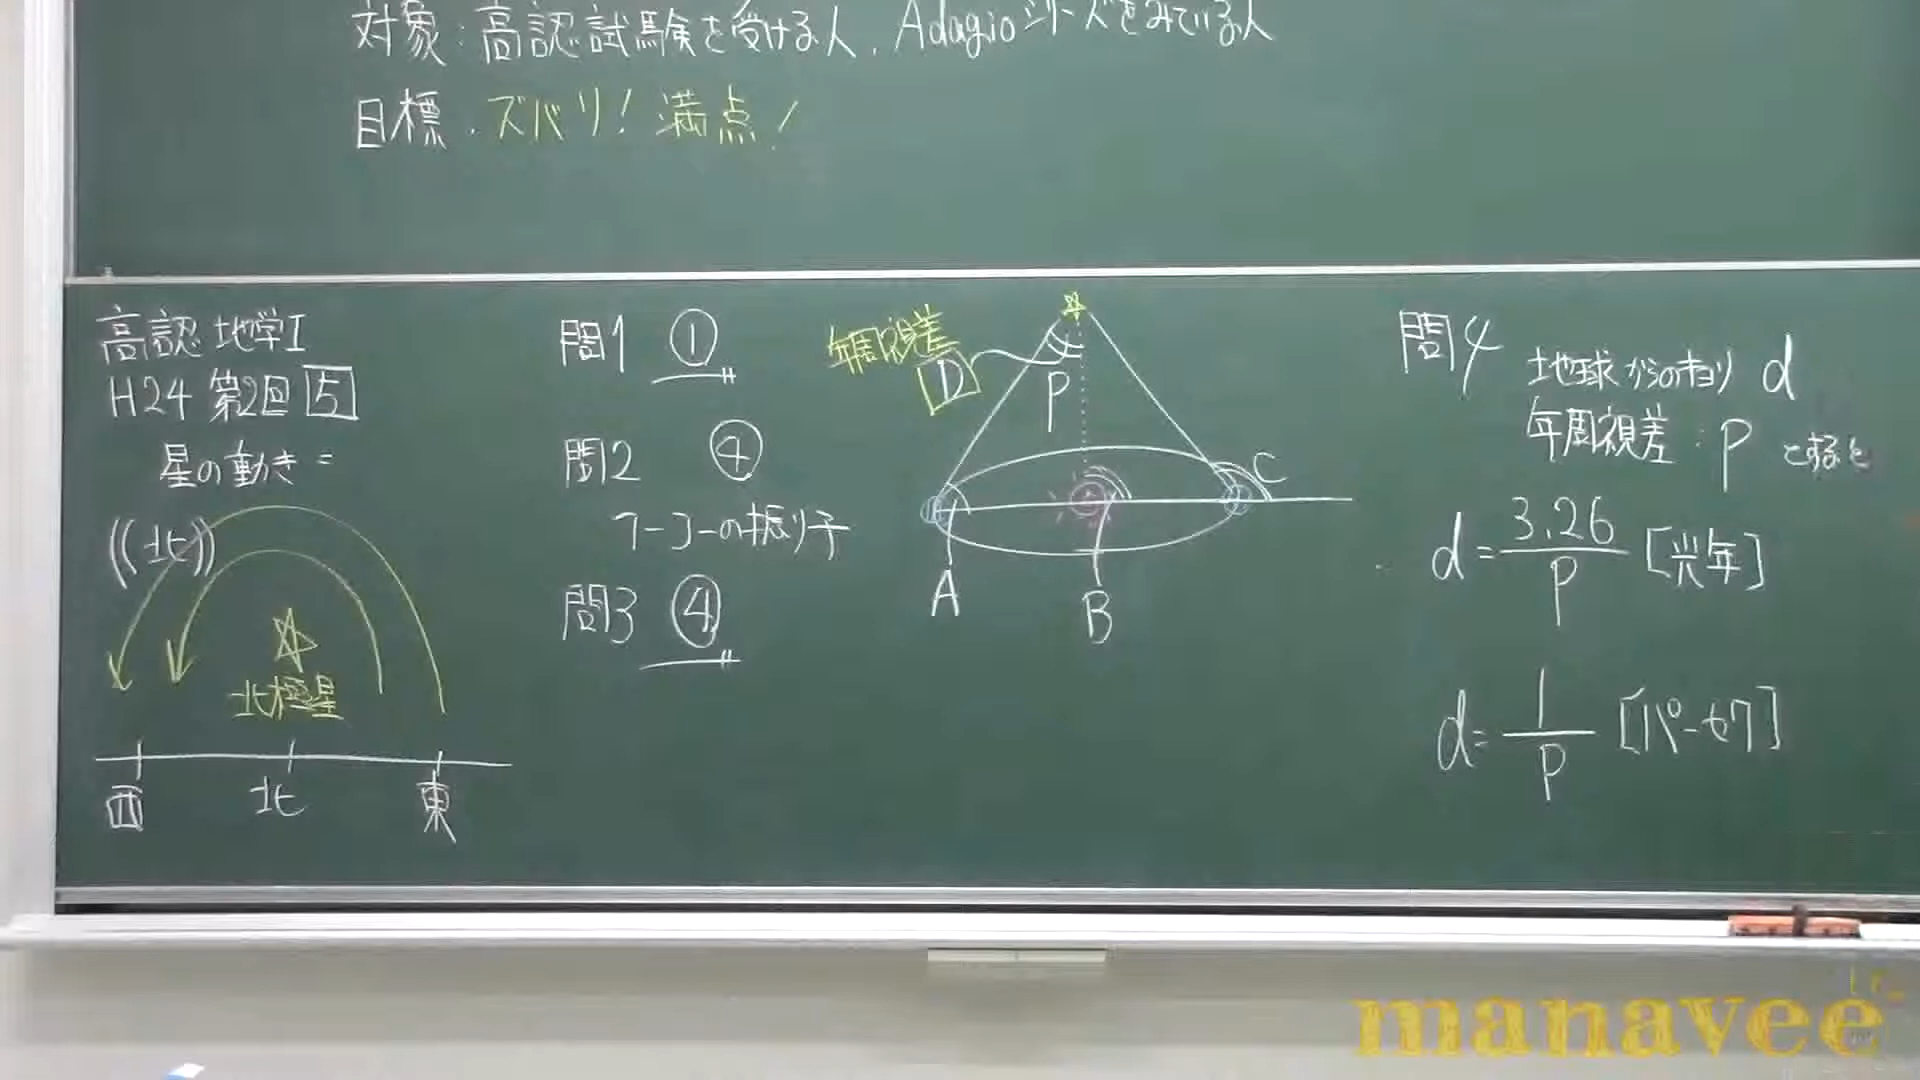 対象:高認試験を受ける人、Adagioシリーズをみている人
目標.ズバリ!満点!
高認 地学I
H24 第2回 5
星の動き=
((北))
北極星
西 北 東
問1 ①
問2 ④
フーコーの振り子
問3 ④
年周視差
D
P
A
B
C
問4
地球からのキョリ d
年周視差:P とすると
d=3.26/P [光年]
d=1/P [パーセク]
manavee